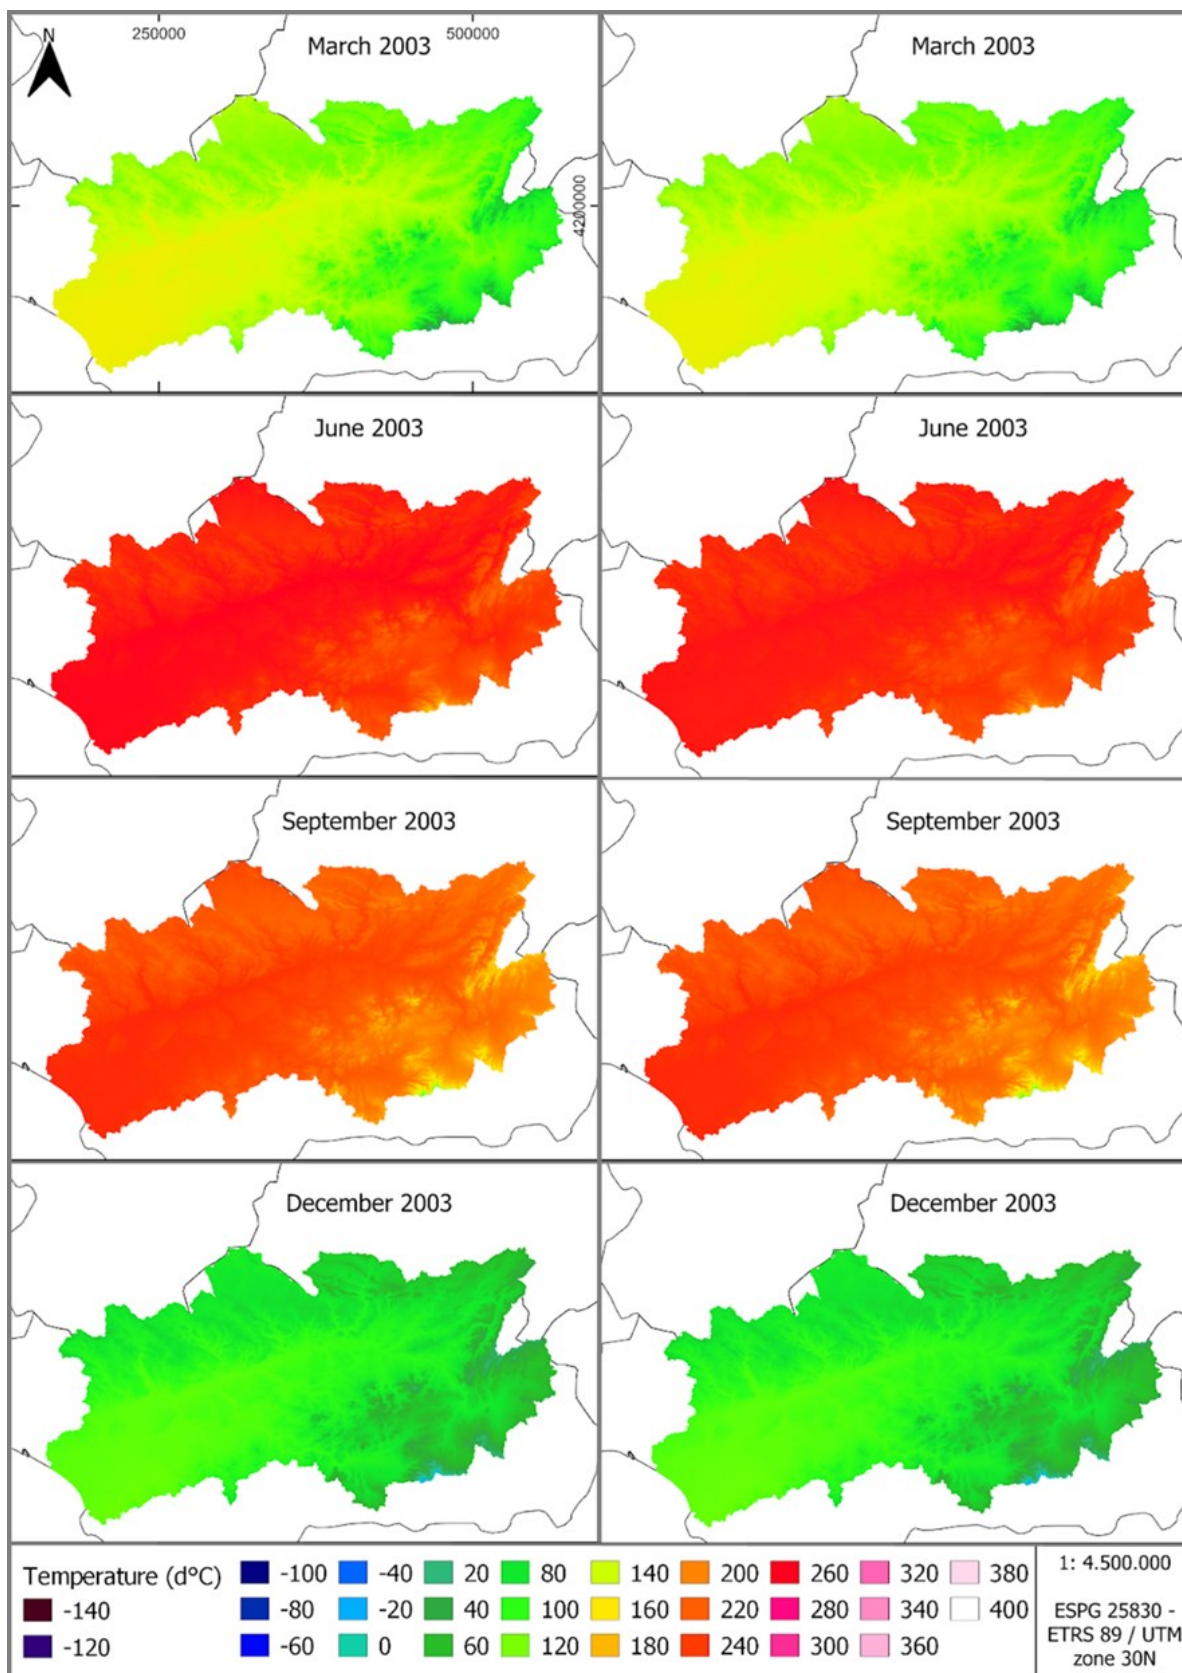 N
250000
500000
March 2003
March 2003
4200000
June 2003
June 2003
September 2003
September 2003
December 2003
December 2003
Temperature (d°C)
-140
-120
-100
-80
-60
-40
-20
0
20
40
60
80
100
120
140
160
180
200
220
240
260
280
300
320
340
360
380
400
1: 4.500.000
ESPG 25830 -
ETRS 89 / UTM
zone 30N